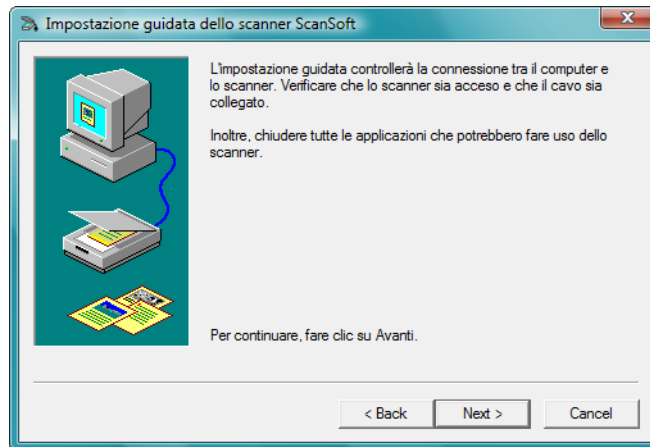 Impostazione guidata dello scanner ScanSoft
L'impostazione guidata controllerà la connessione tra il computer e
lo scanner. Verificare che lo scanner sia acceso e che il cavo sia
collegato.
Inoltre, chiudere tutte le applicazioni che potrebbero fare uso dello
scanner.
Per continuare, fare clic su Avanti.
< Back Next > Cancel